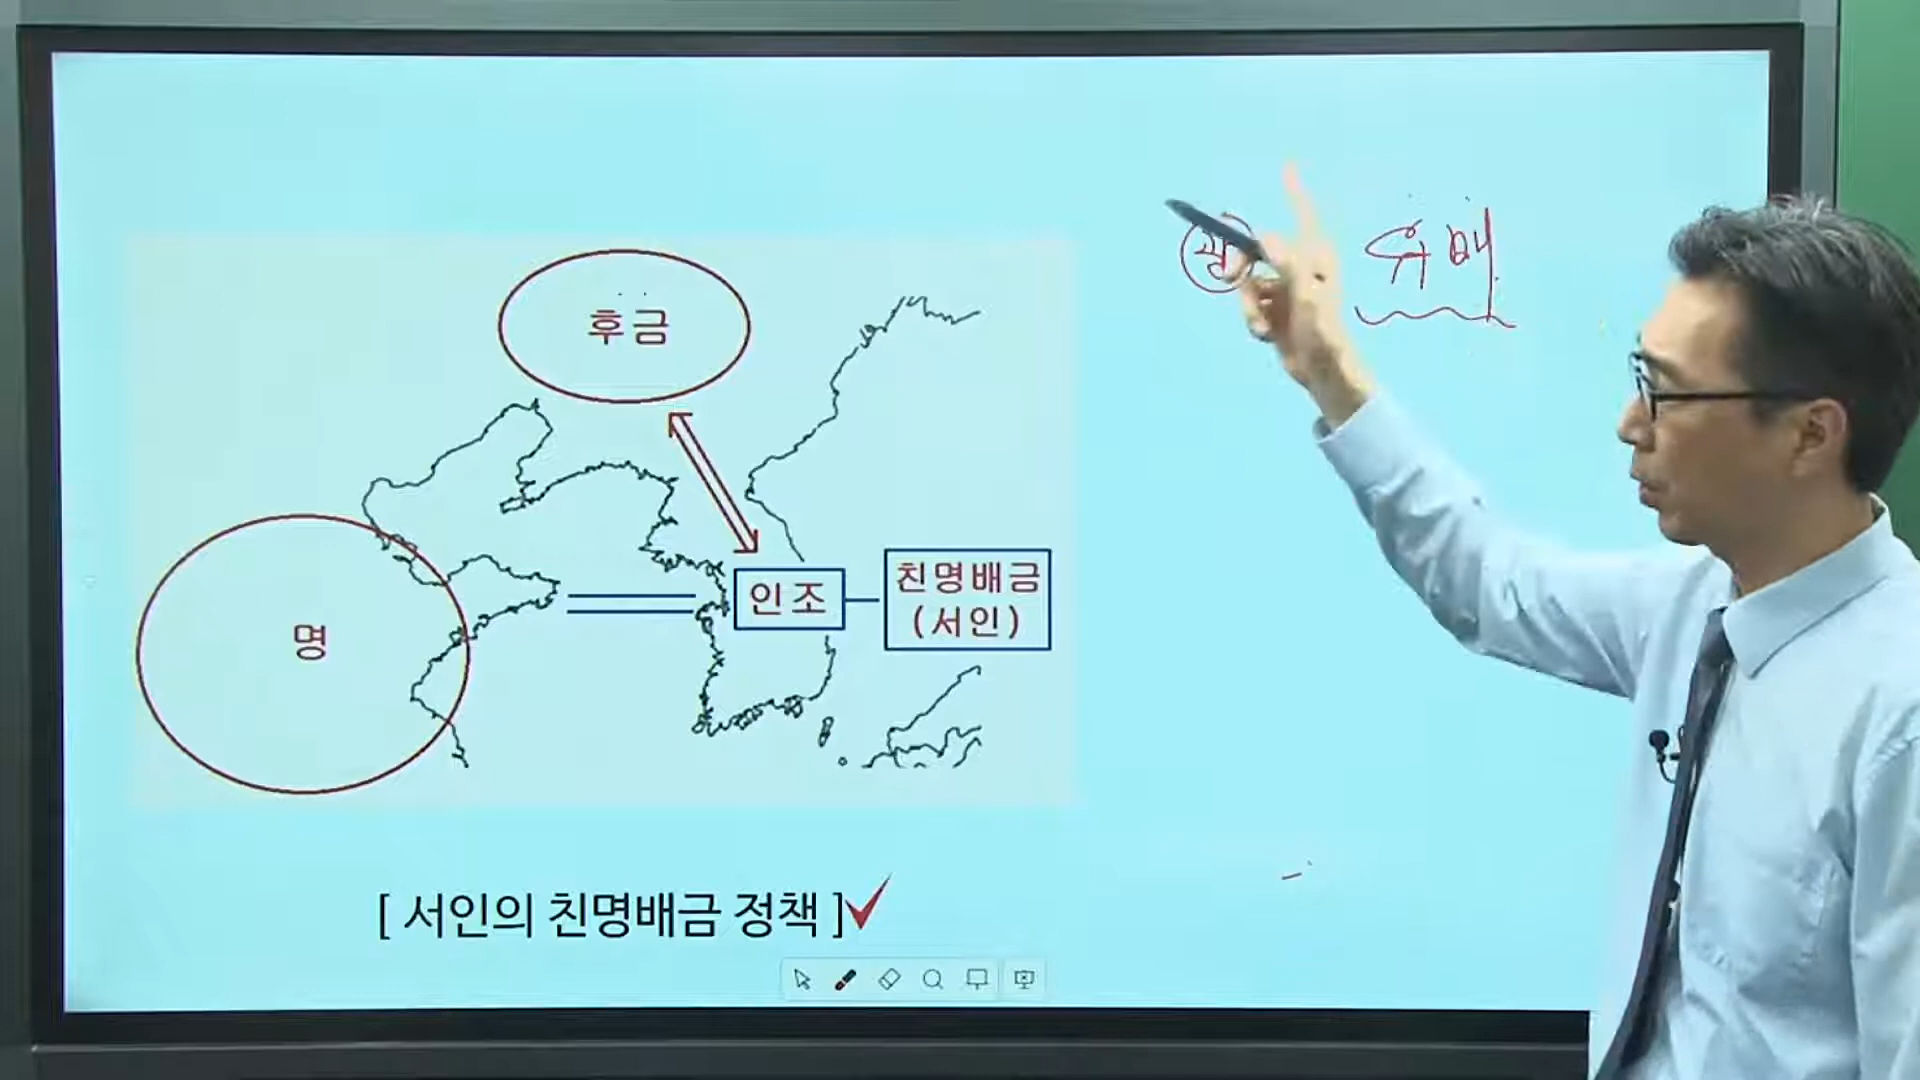 후금
광 유배
명
인조
친명배금
(서인)
[ 서인의 친명배금 정책 ]